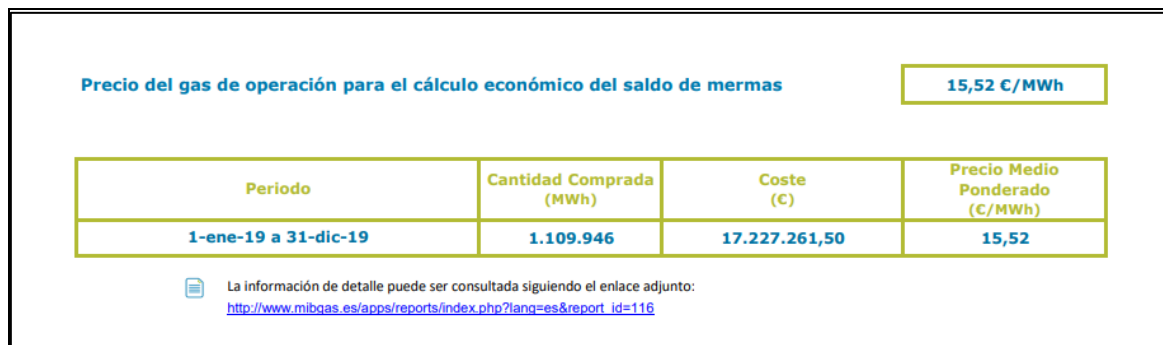 Precio del gas de operación para el cálculo económico del saldo de mermas 15,52 €/MWh
Periodo Cantidad Comprada (MWh) Coste (€) Precio Medio Ponderado (€/MWh)
1-ene-19 a 31-dic-19 1.109.946 17.227.261,50 15,52
La información de detalle puede ser consultada siguiendo el enlace adjunto:
http://www.mibgas.es/apps/reports/index.php?lang=es&report_id=116